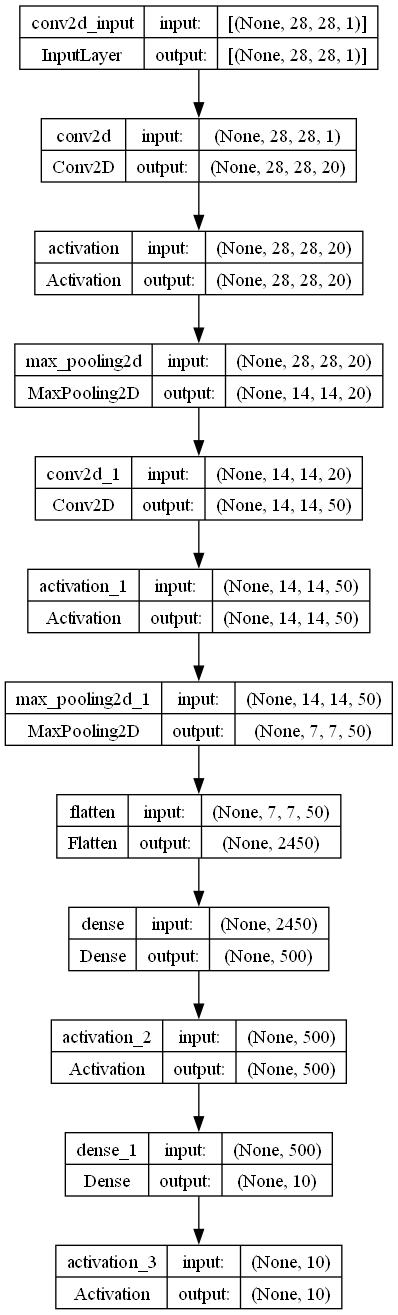 conv2d_input input: [(None, 28, 28, 1)]
InputLayer output: [(None, 28, 28, 1)]
conv2d input: (None, 28, 28, 1)
Conv2D output: (None, 28, 28, 20)
activation input: (None, 28, 28, 20)
Activation output: (None, 28, 28, 20)
max_pooling2d input: (None, 28, 28, 20)
MaxPooling2D output: (None, 14, 14, 20)
conv2d_1 input: (None, 14, 14, 20)
Conv2D output: (None, 14, 14, 50)
activation_1 input: (None, 14, 14, 50)
Activation output: (None, 14, 14, 50)
max_pooling2d_1 input: (None, 14, 14, 50)
MaxPooling2D output: (None, 7, 7, 50)
flatten input: (None, 7, 7, 50)
Flatten output: (None, 2450)
dense input: (None, 2450)
Dense output: (None, 500)
activation_2 input: (None, 500)
Activation output: (None, 500)
dense_1 input: (None, 500)
Dense output: (None, 10)
activation_3 input: (None, 10)
Activation output: (None, 10)